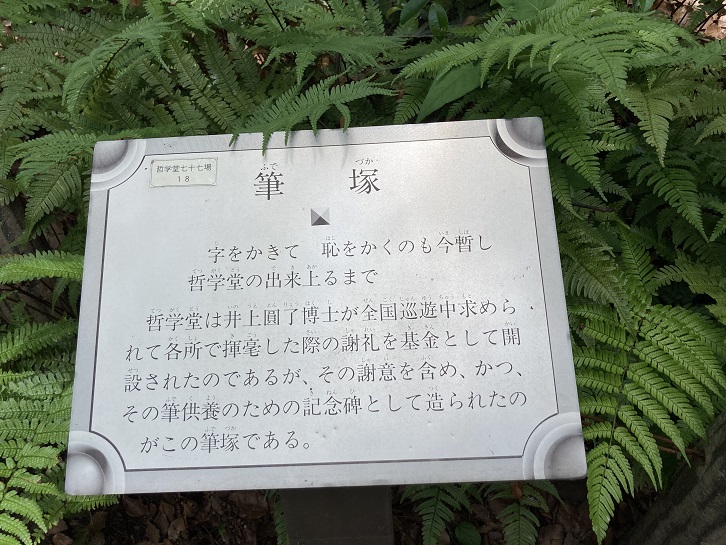 哲学堂七十七場
18
筆塚
字をかきて 恥をかくのも今暫し
哲学堂の出来上るまで
哲学堂は井上圓了博士が全国巡遊中求めら
れて各所で揮毫した際の謝礼を基金として開
設されたのであるが、その謝意を含め、かつ、
その筆供養のための記念碑として造られたの
がこの筆塚である。